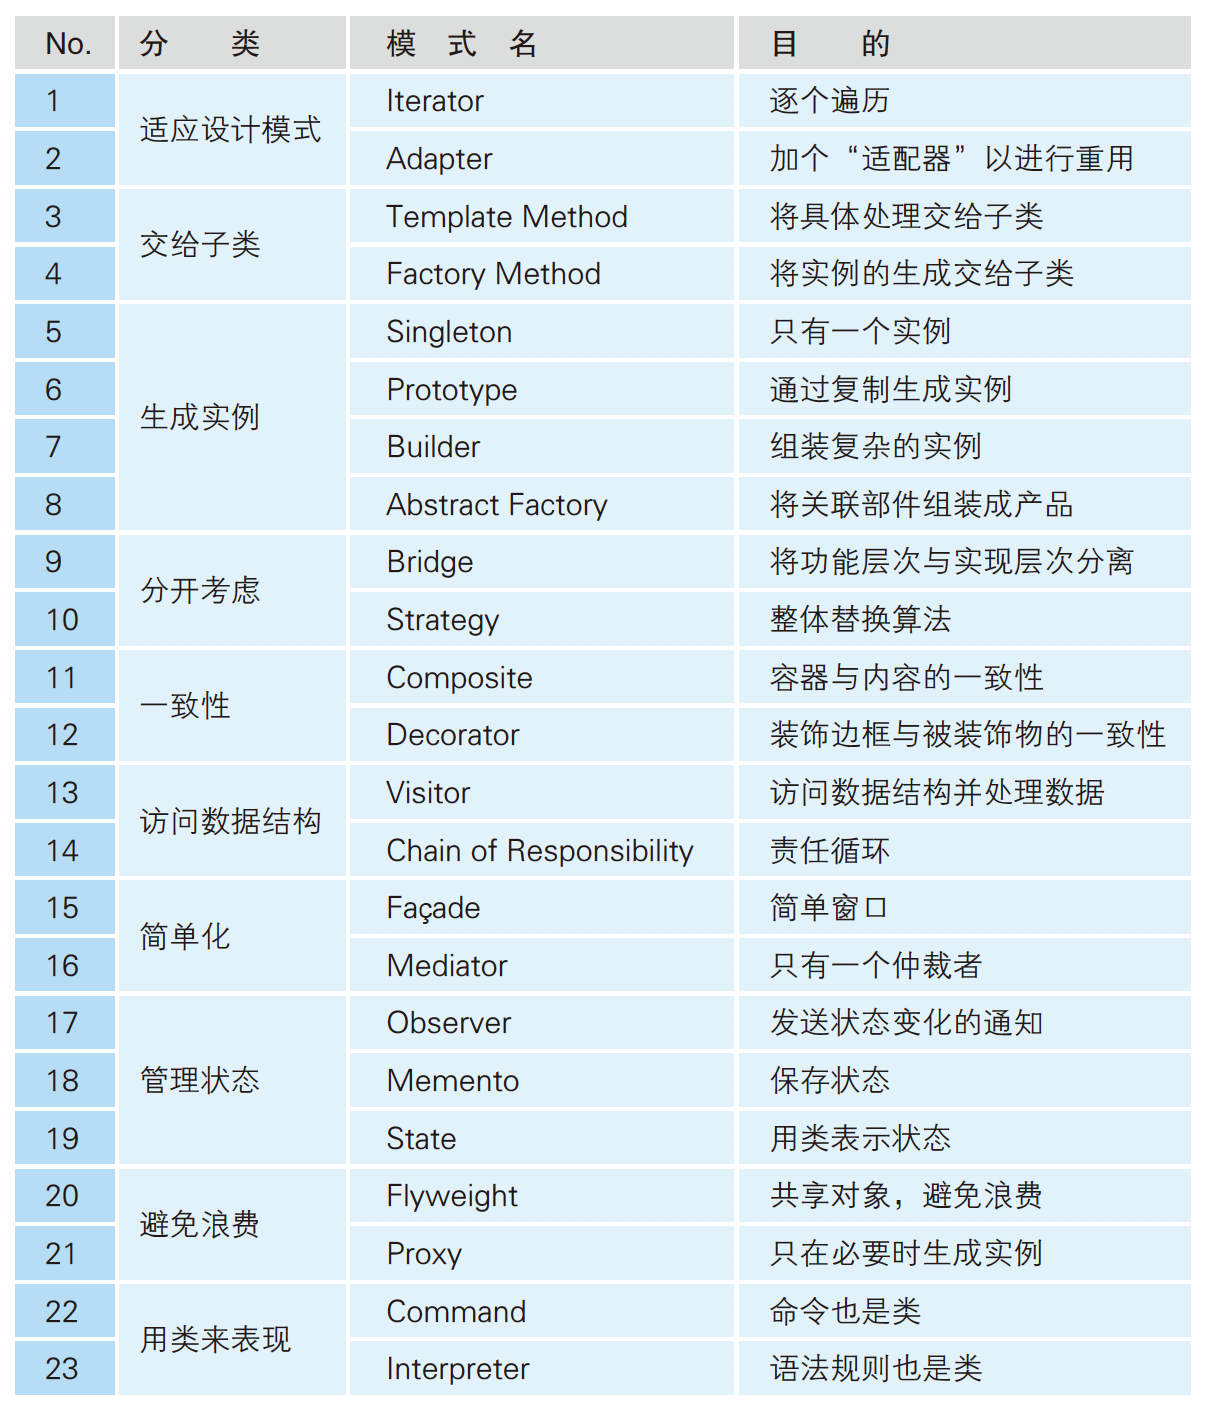 No. 分 类 模 式 名 目 的
1 适应设计模式 Iterator 逐个遍历
2 Adapter 加个“适配器”以进行重用
3 交给子类 Template Method 将具体处理交给子类
4 Factory Method 将实例的生成交给子类
5 生成实例 Singleton 只有一个实例
6 Prototype 通过复制生成实例
7 Builder 组装复杂的实例
8 Abstract Factory 将关联部件组装成产品
9 分开考虑 Bridge 将功能层次与实现层次分离
10 Strategy 整体替换算法
11 一致性 Composite 容器与内容的一致性
12 Decorator 装饰边框与被装饰物的一致性
13 访问数据结构 Visitor 访问数据结构并处理数据
14 Chain of Responsibility 责任循环
15 简单化 Façade 简单窗口
16 Mediator 只有一个仲裁者
17 管理状态 Observer 发送状态变化的通知
18 Memento 保存状态
19 State 用类表示状态
20 避免浪费 Flyweight 共享对象，避免浪费
21 Proxy 只在必要时生成实例
22 用类来表现 Command 命令也是类
23 Interpreter 语法规则也是类